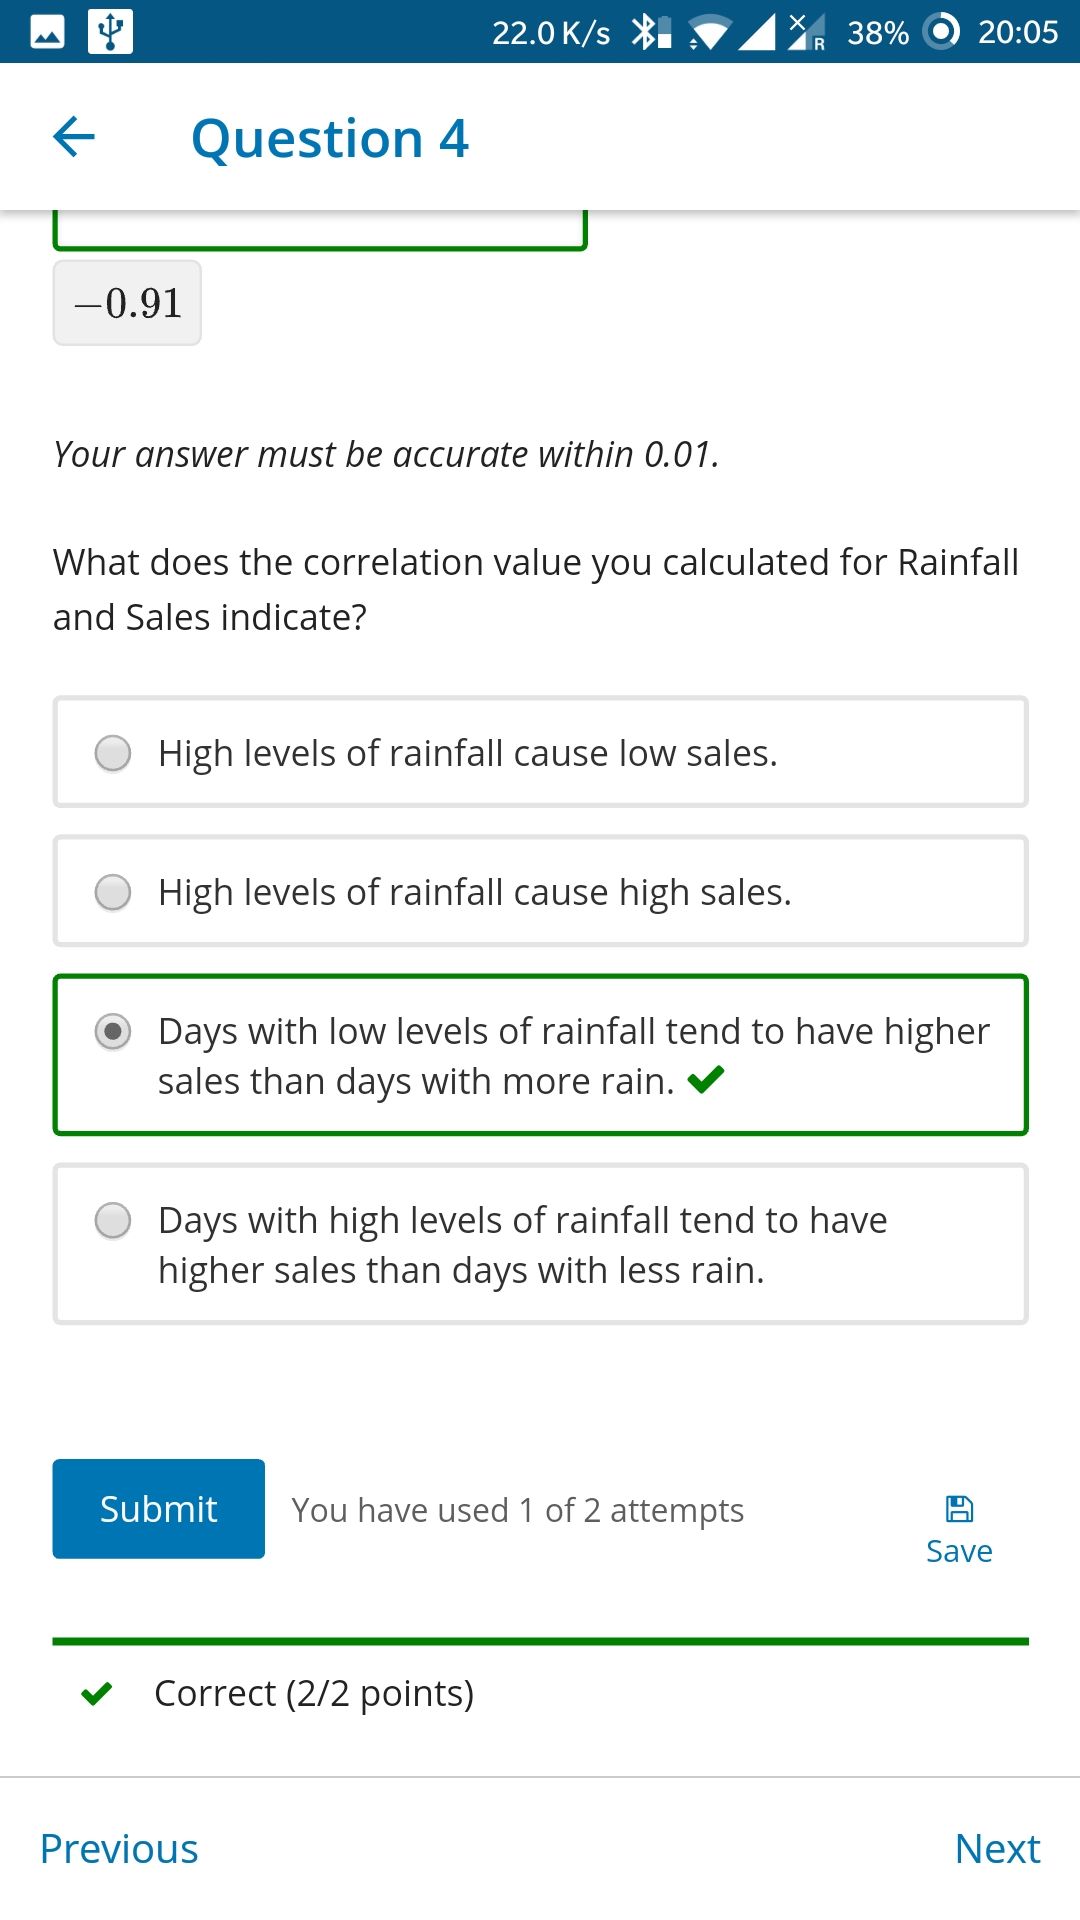 22.0 K/s R 38% 20:05
Question 4
−0.91
Your answer must be accurate within 0.01.
What does the correlation value you calculated for Rainfall
and Sales indicate?
High levels of rainfall cause low sales.
High levels of rainfall cause high sales.
Days with low levels of rainfall tend to have higher
sales than days with more rain.
Days with high levels of rainfall tend to have
higher sales than days with less rain.
Submit You have used 1 of 2 attempts
Save
Correct (2/2 points)
Previous Next